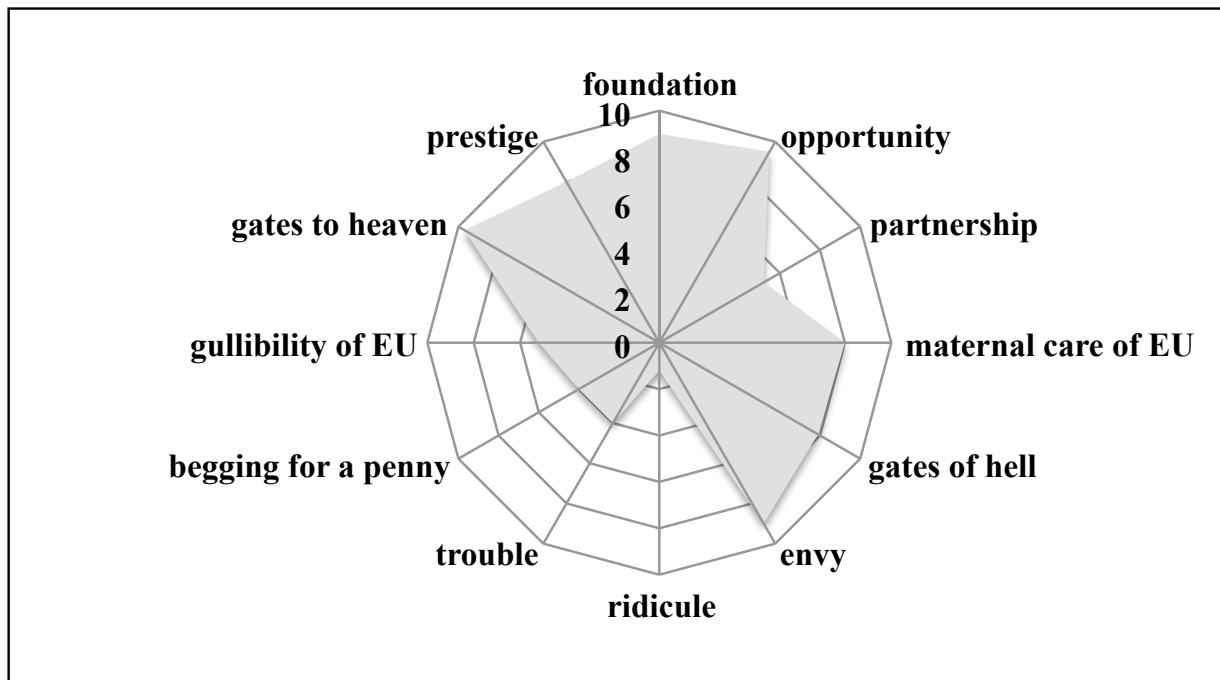 foundation
10
prestige
opportunity
8
6
gates to heaven
partnership
4
2
gullibility of EU
0
maternal care of EU
begging for a penny
gates of hell
trouble
envy
ridicule